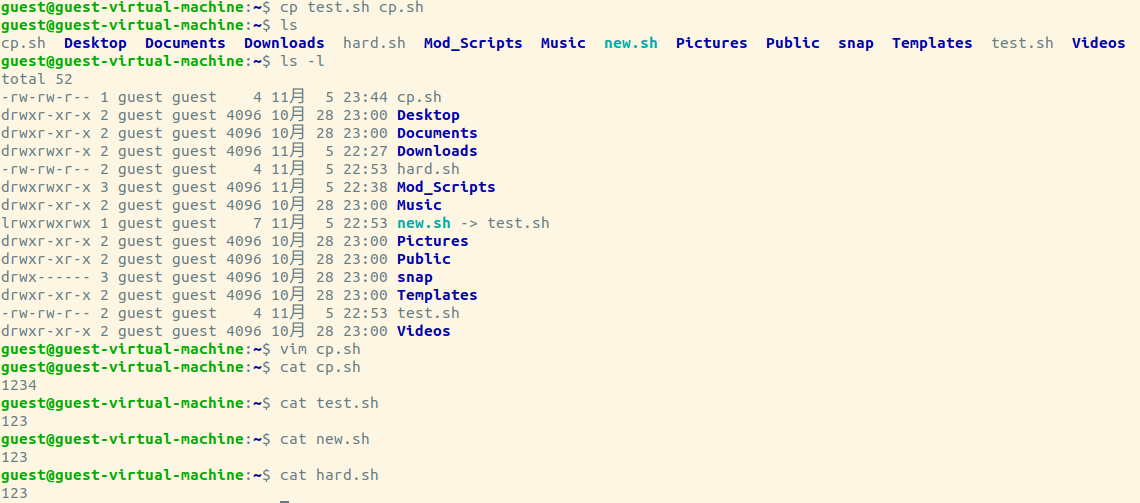 guest@guest-virtual-machine:~$ cp test.sh cp.sh
guest@guest-virtual-machine:~$ ls
cp.sh  Desktop  Documents  Downloads  hard.sh  Mod_Scripts  Music  new.sh  Pictures  Public  snap  Templates  test.sh  Videos
guest@guest-virtual-machine:~$ ls -l
total 52
-rw-rw-r-- 1 guest guest    4 11月  5 23:44 cp.sh
drwxr-xr-x 2 guest guest 4096 10月 28 23:00 Desktop
drwxr-xr-x 2 guest guest 4096 10月 28 23:00 Documents
drwxrwxr-x 2 guest guest 4096 11月  5 22:27 Downloads
-rw-rw-r-- 2 guest guest    4 11月  5 22:53 hard.sh
drwxrwxr-x 3 guest guest 4096 11月  5 22:38 Mod_Scripts
drwxr-xr-x 2 guest guest 4096 10月 28 23:00 Music
lrwxrwxrwx 1 guest guest    7 11月  5 22:53 new.sh -> test.sh
drwxr-xr-x 2 guest guest 4096 10月 28 23:00 Pictures
drwxr-xr-x 2 guest guest 4096 10月 28 23:00 Public
drwx------ 3 guest guest 4096 10月 28 23:00 snap
drwxr-xr-x 2 guest guest 4096 10月 28 23:00 Templates
-rw-rw-r-- 2 guest guest    4 11月  5 22:53 test.sh
drwxr-xr-x 2 guest guest 4096 10月 28 23:00 Videos
guest@guest-virtual-machine:~$ vim cp.sh
guest@guest-virtual-machine:~$ cat cp.sh
1234
guest@guest-virtual-machine:~$ cat test.sh
123
guest@guest-virtual-machine:~$ cat new.sh
123
guest@guest-virtual-machine:~$ cat hard.sh
123